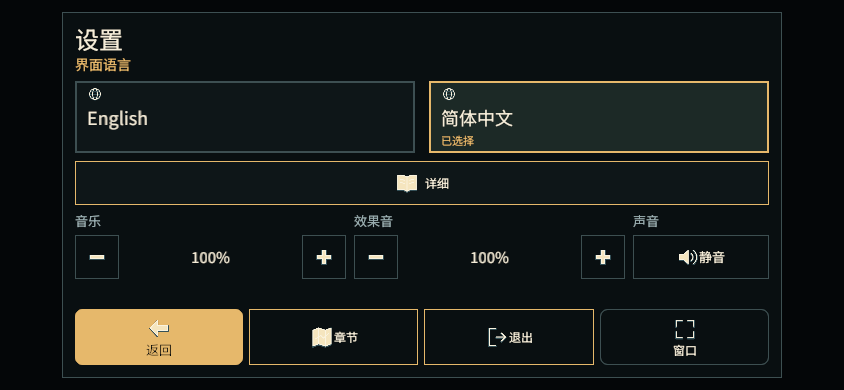 设置
界面语言
English
简体中文
已选择
详细
音乐
效果音
声音
100%
100%
静音
返回
章节
退出
窗口